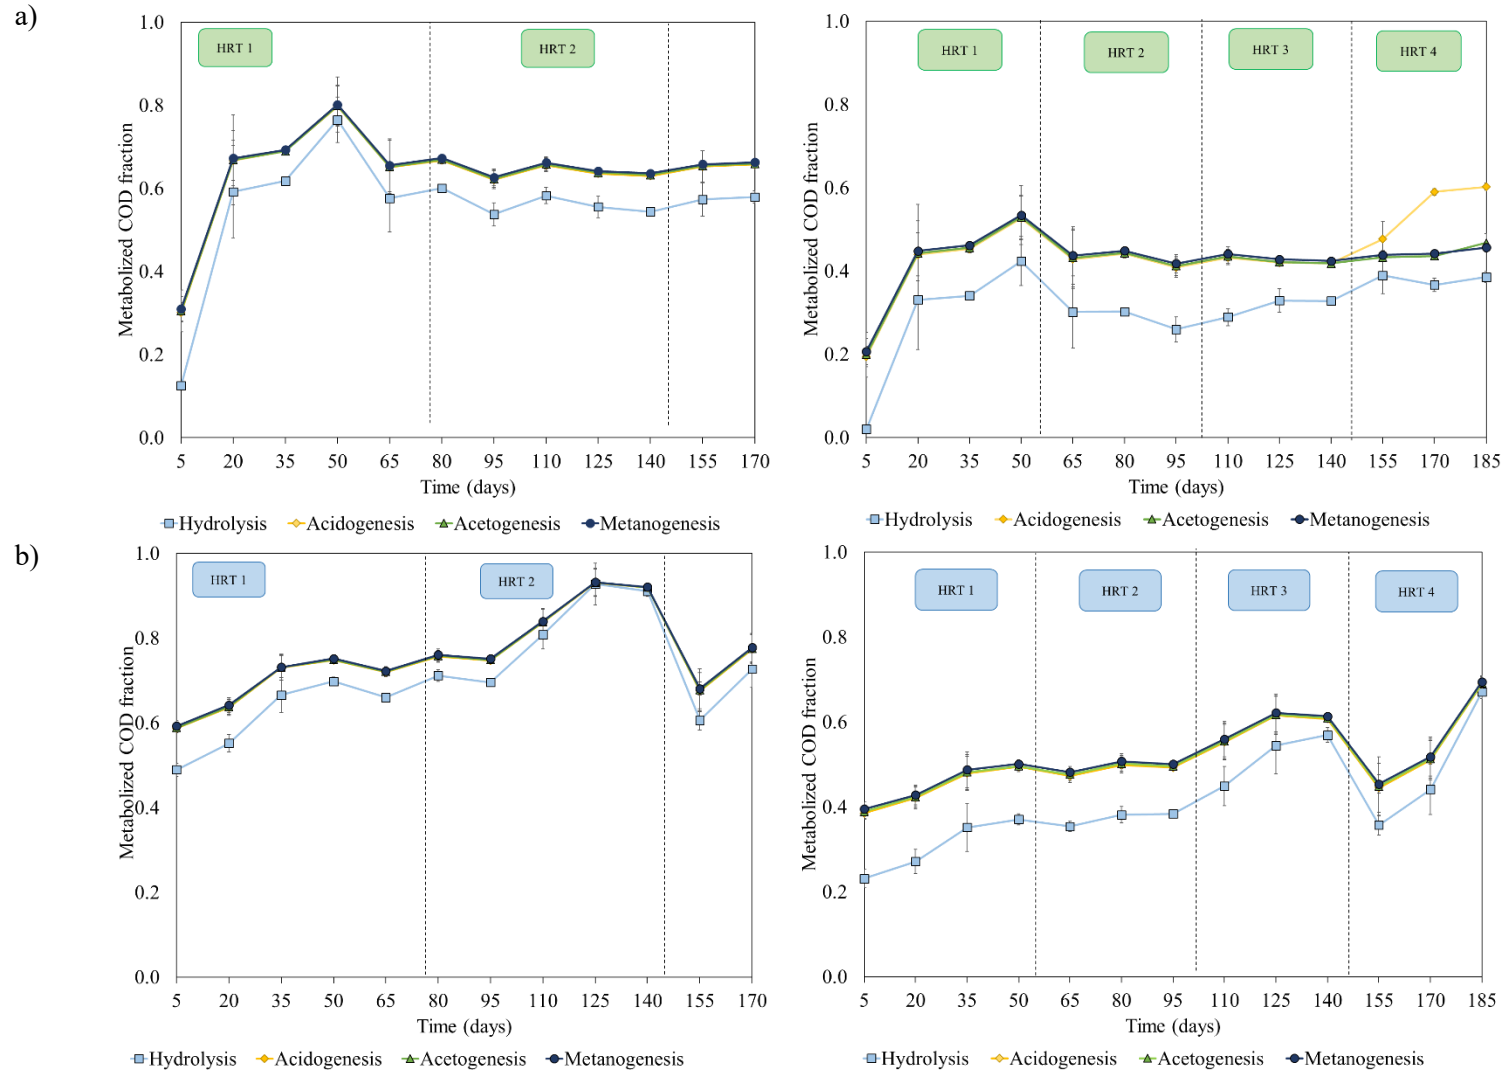 a)
1.0
0.8
0.6
0.4
0.2
0.0
Metabolized COD fraction
HRT 1
HRT 2
5 20 35 50 65 80 95 110 125 140 155 170
Time (days)
Hydrolysis Acidogenesis Acetogenesis Metanogenesis
1.0
0.8
0.6
0.4
0.2
0.0
Metabolized COD fraction
HRT 1
HRT 2
HRT 3
HRT 4
5 20 35 50 65 80 95 110 125 140 155 170 185
Time (days)
Hydrolysis Acidogenesis Acetogenesis Metanogenesis
b)
1.0
0.8
0.6
0.4
0.2
0.0
Metabolized COD fraction
HRT 1
HRT 2
5 20 35 50 65 80 95 110 125 140 155 170
Time (days)
Hydrolysis Acidogenesis Acetogenesis Metanogenesis
1.0
0.8
0.6
0.4
0.2
0.0
Metabolized COD fraction
HRT 1
HRT 2
HRT 3
HRT 4
5 20 35 50 65 80 95 110 125 140 155 170 185
Time (days)
Hydrolysis Acidogenesis Acetogenesis Metanogenesis